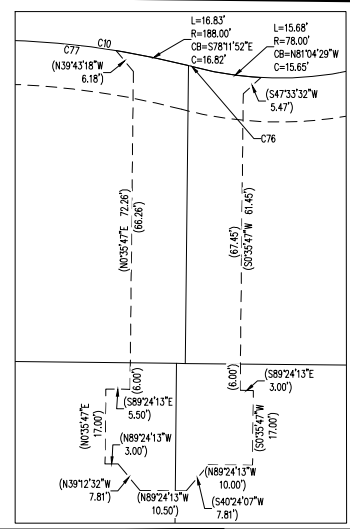 L=16.83'
R=188.00'
CB=S78°11'52"E
C=16.82'
L=15.68'
R=78.00'
CB=N81°04'29"W
C=15.65'
C77
C10
(N39°43'18"W
6.18')
(S47°33'32"W
5.47')
C76
(N0°35'47"E 72.26')
(66.26')
(67.45')
(S0°35'47"W 61.45')
(6.00')
(6.00')
(S89°24'13"E
3.00')
(S89°24'13"E
5.50')
(N0°35'47"E
17.00')
(S0°35'47"W
17.00')
(N89°24'13"W
3.00')
(N89°24'13"W
10.00')
(N39°12'32"W
7.81')
(N89°24'13"W
10.50')
(S40°24'07"W
7.81')